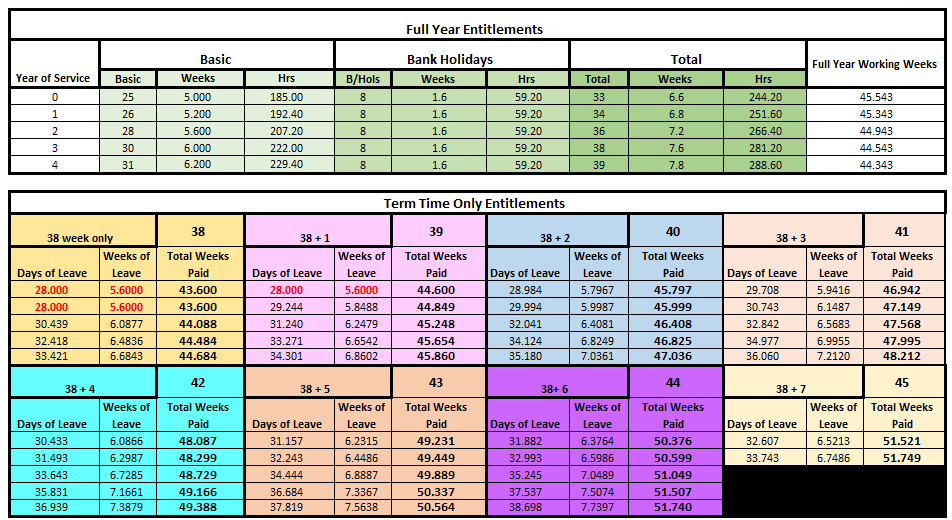 Full Year Entitlements
Basic Bank Holidays Total
Year of Service Basic Weeks Hrs B/Hols Weeks Hrs Total Weeks Hrs Full Year Working Weeks
0 25 5.000 185.00 8 1.6 59.20 33 6.6 244.20 45.543
1 26 5.200 192.40 8 1.6 59.20 34 6.8 251.60 45.343
2 28 5.600 207.20 8 1.6 59.20 36 7.2 266.40 44.943
3 30 6.000 222.00 8 1.6 59.20 38 7.6 281.20 44.543
4 31 6.200 229.40 8 1.6 59.20 39 7.8 288.60 44.343
Term Time Only Entitlements
38 week only 38 38 + 1 39 38 + 2 40 38 + 3 41
Weeks of Total Weeks Weeks of Total Weeks Weeks of Total Weeks Weeks of Total Weeks
Days of Leave Leave Paid Days of Leave Leave Paid Days of Leave Leave Paid Days of Leave Leave Paid
28.000 5.6000 43.600 28.000 5.6000 44.600 28.984 5.7967 45.797 29.708 5.9416 46.942
28.000 5.6000 43.600 29.244 5.8488 44.849 29.994 5.9987 45.999 30.743 6.1487 47.149
30.439 6.0877 44.088 31.240 6.2479 45.248 32.041 6.4081 46.408 32.842 6.5683 47.568
32.418 6.4836 44.484 33.271 6.6542 45.654 34.124 6.8249 46.825 34.977 6.9955 47.995
33.421 6.6843 44.684 34.301 6.8602 45.860 35.180 7.0361 47.036 36.060 7.2120 48.212
38 + 4 42 38 + 5 43 38+ 6 44 38 + 7 45
Weeks of Total Weeks Weeks of Total Weeks Weeks of Total Weeks Weeks of Total Weeks
Days of Leave Leave Paid Days of Leave Leave Paid Days of Leave Leave Paid Days of Leave Leave Paid
30.433 6.0866 48.087 31.157 6.2315 49.231 31.882 6.3764 50.376 32.607 6.5213 51.521
31.493 6.2987 48.299 32.243 6.4486 49.449 32.993 6.5986 50.599 33.743 6.7486 51.749
33.643 6.7285 48.729 34.444 6.8887 49.889 35.245 7.0489 51.049
35.831 7.1661 49.166 36.684 7.3367 50.337 37.537 7.5074 51.507
36.939 7.3879 49.388 37.819 7.5638 50.564 38.698 7.7397 51.740